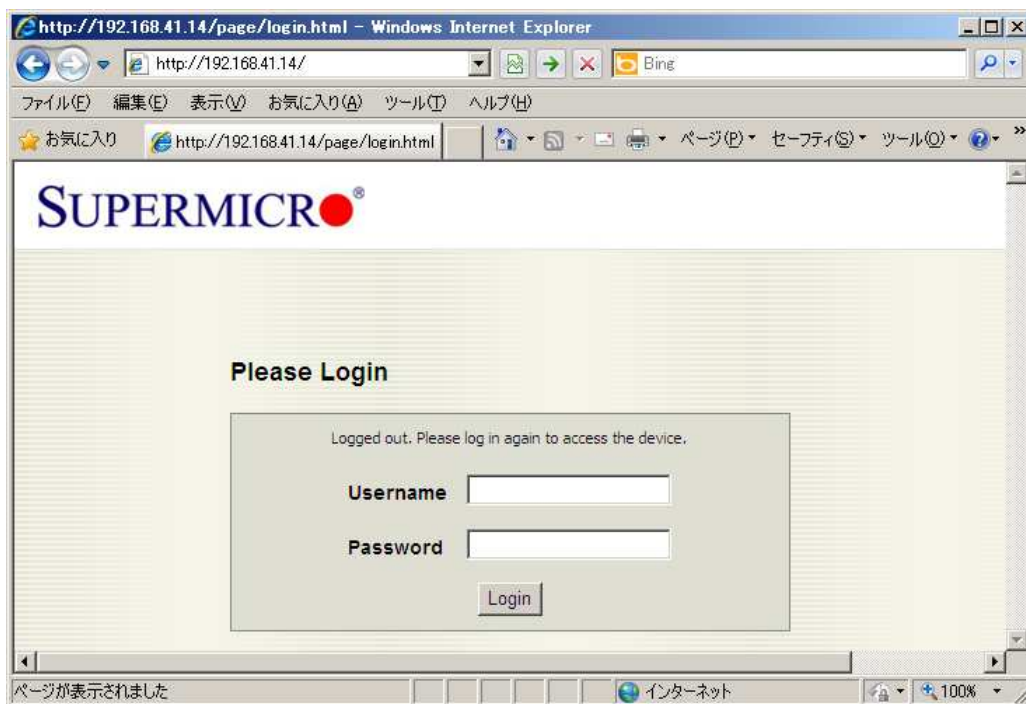 http://192.168.41.14/page/login.html - Windows Internet Explorer
http://192.168.41.14/ Bing
ファイル(F) 編集(E) 表示(V) お気に入り(A) ツール(T) ヘルプ(H)
お気に入り http://192.168.41.14/page/login.html ページ(P) セーフティ(S) ツール(O) »
SUPERMICRO®
Please Login
Logged out. Please log in again to access the device.
Username
Password
Login
ページが表示されました インターネット 100%